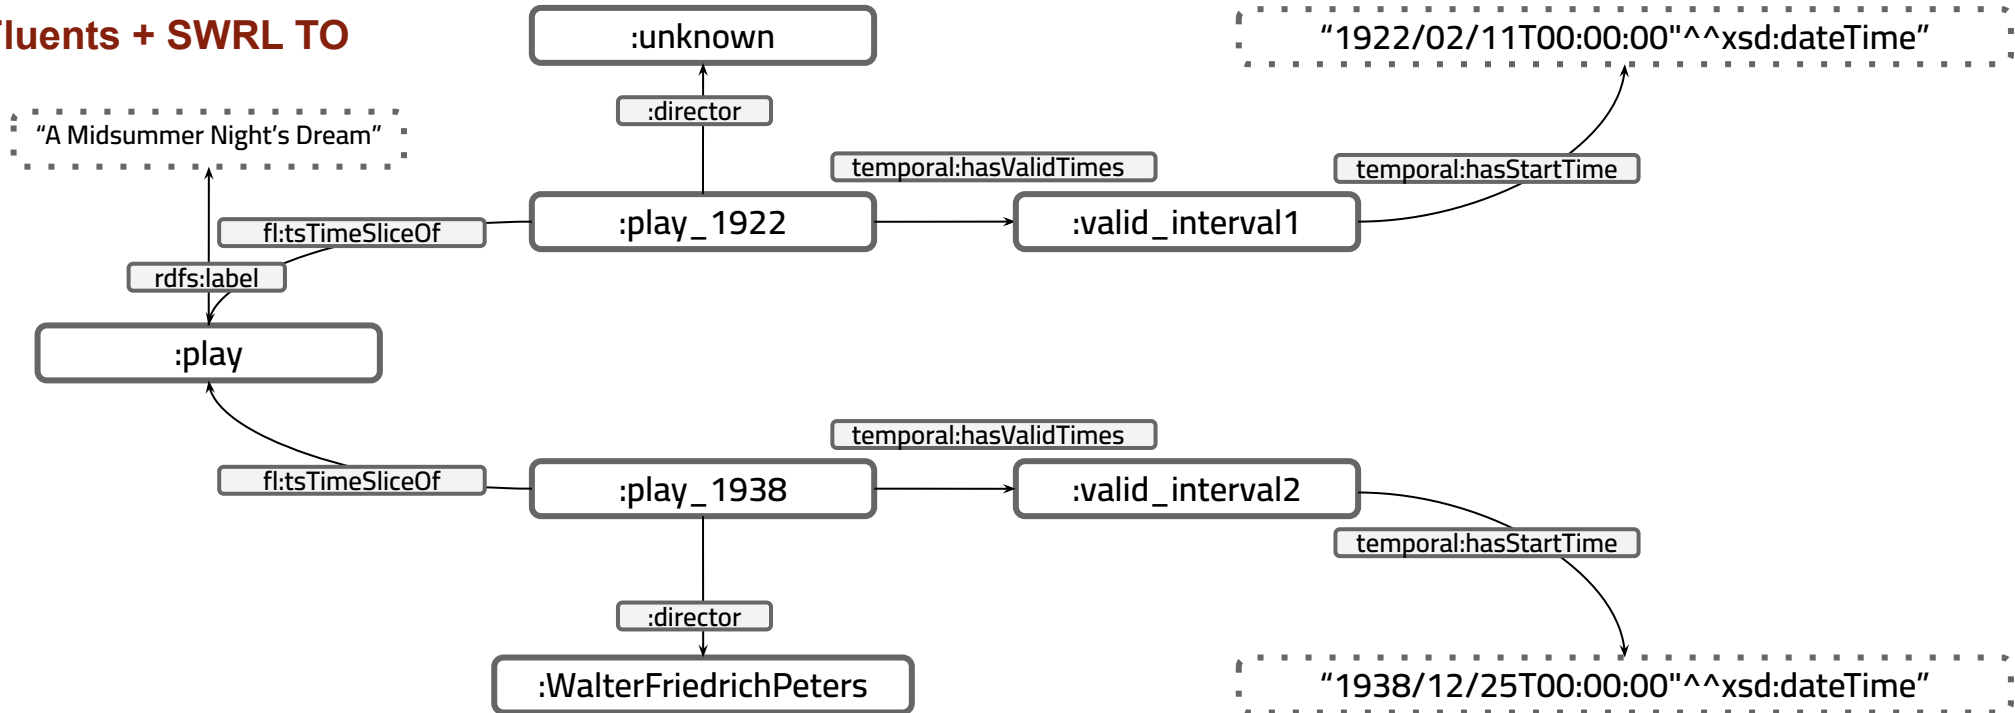 luents + SWRL TO
:unknown
“1922/02/11T00:00:00"^^xsd:dateTime”
:director
“A Midsummer Night’s Dream”
temporal:hasValidTimes
temporal:hasStartTime
fl:tsTimeSliceOf
:play_1922
:valid_interval1
rdfs:label
:play
temporal:hasValidTimes
fl:tsTimeSliceOf
:play_1938
:valid_interval2
temporal:hasStartTime
:director
:WalterFriedrichPeters
“1938/12/25T00:00:00"^^xsd:dateTime”